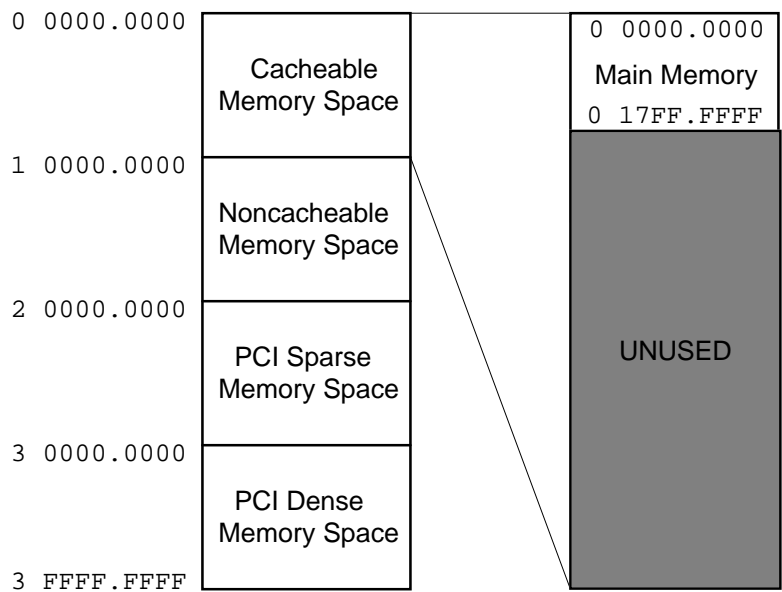 0 0000.0000
Cacheable
Memory Space
1 0000.0000
Noncacheable
Memory Space
2 0000.0000
PCI Sparse
Memory Space
3 0000.0000
PCI Dense
Memory Space
3 FFFF.FFFF
0 0000.0000
Main Memory
0 17FF.FFFF
UNUSED